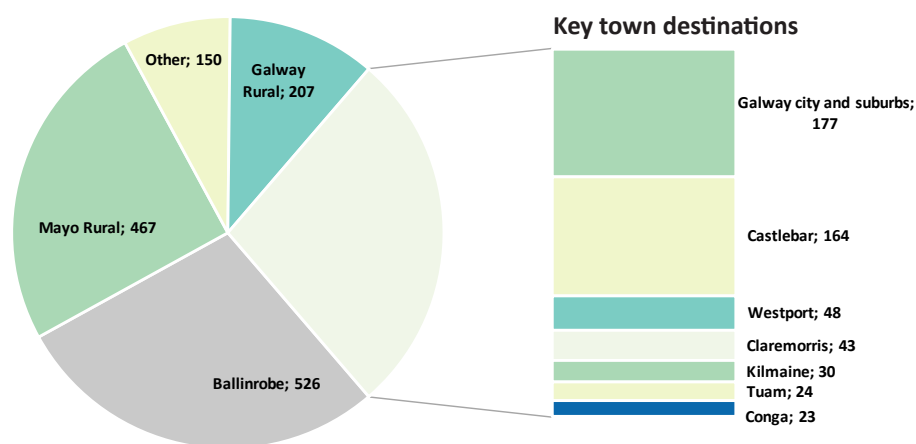 Key town destinations
Other; 150
Galway
Rural; 207
Mayo Rural; 467
Ballinrobe; 526
Galway city and suburbs;
177
Castlebar; 164
Westport; 48
Claremorris; 43
Kilmaine; 30
Tuam; 24
Conga; 23